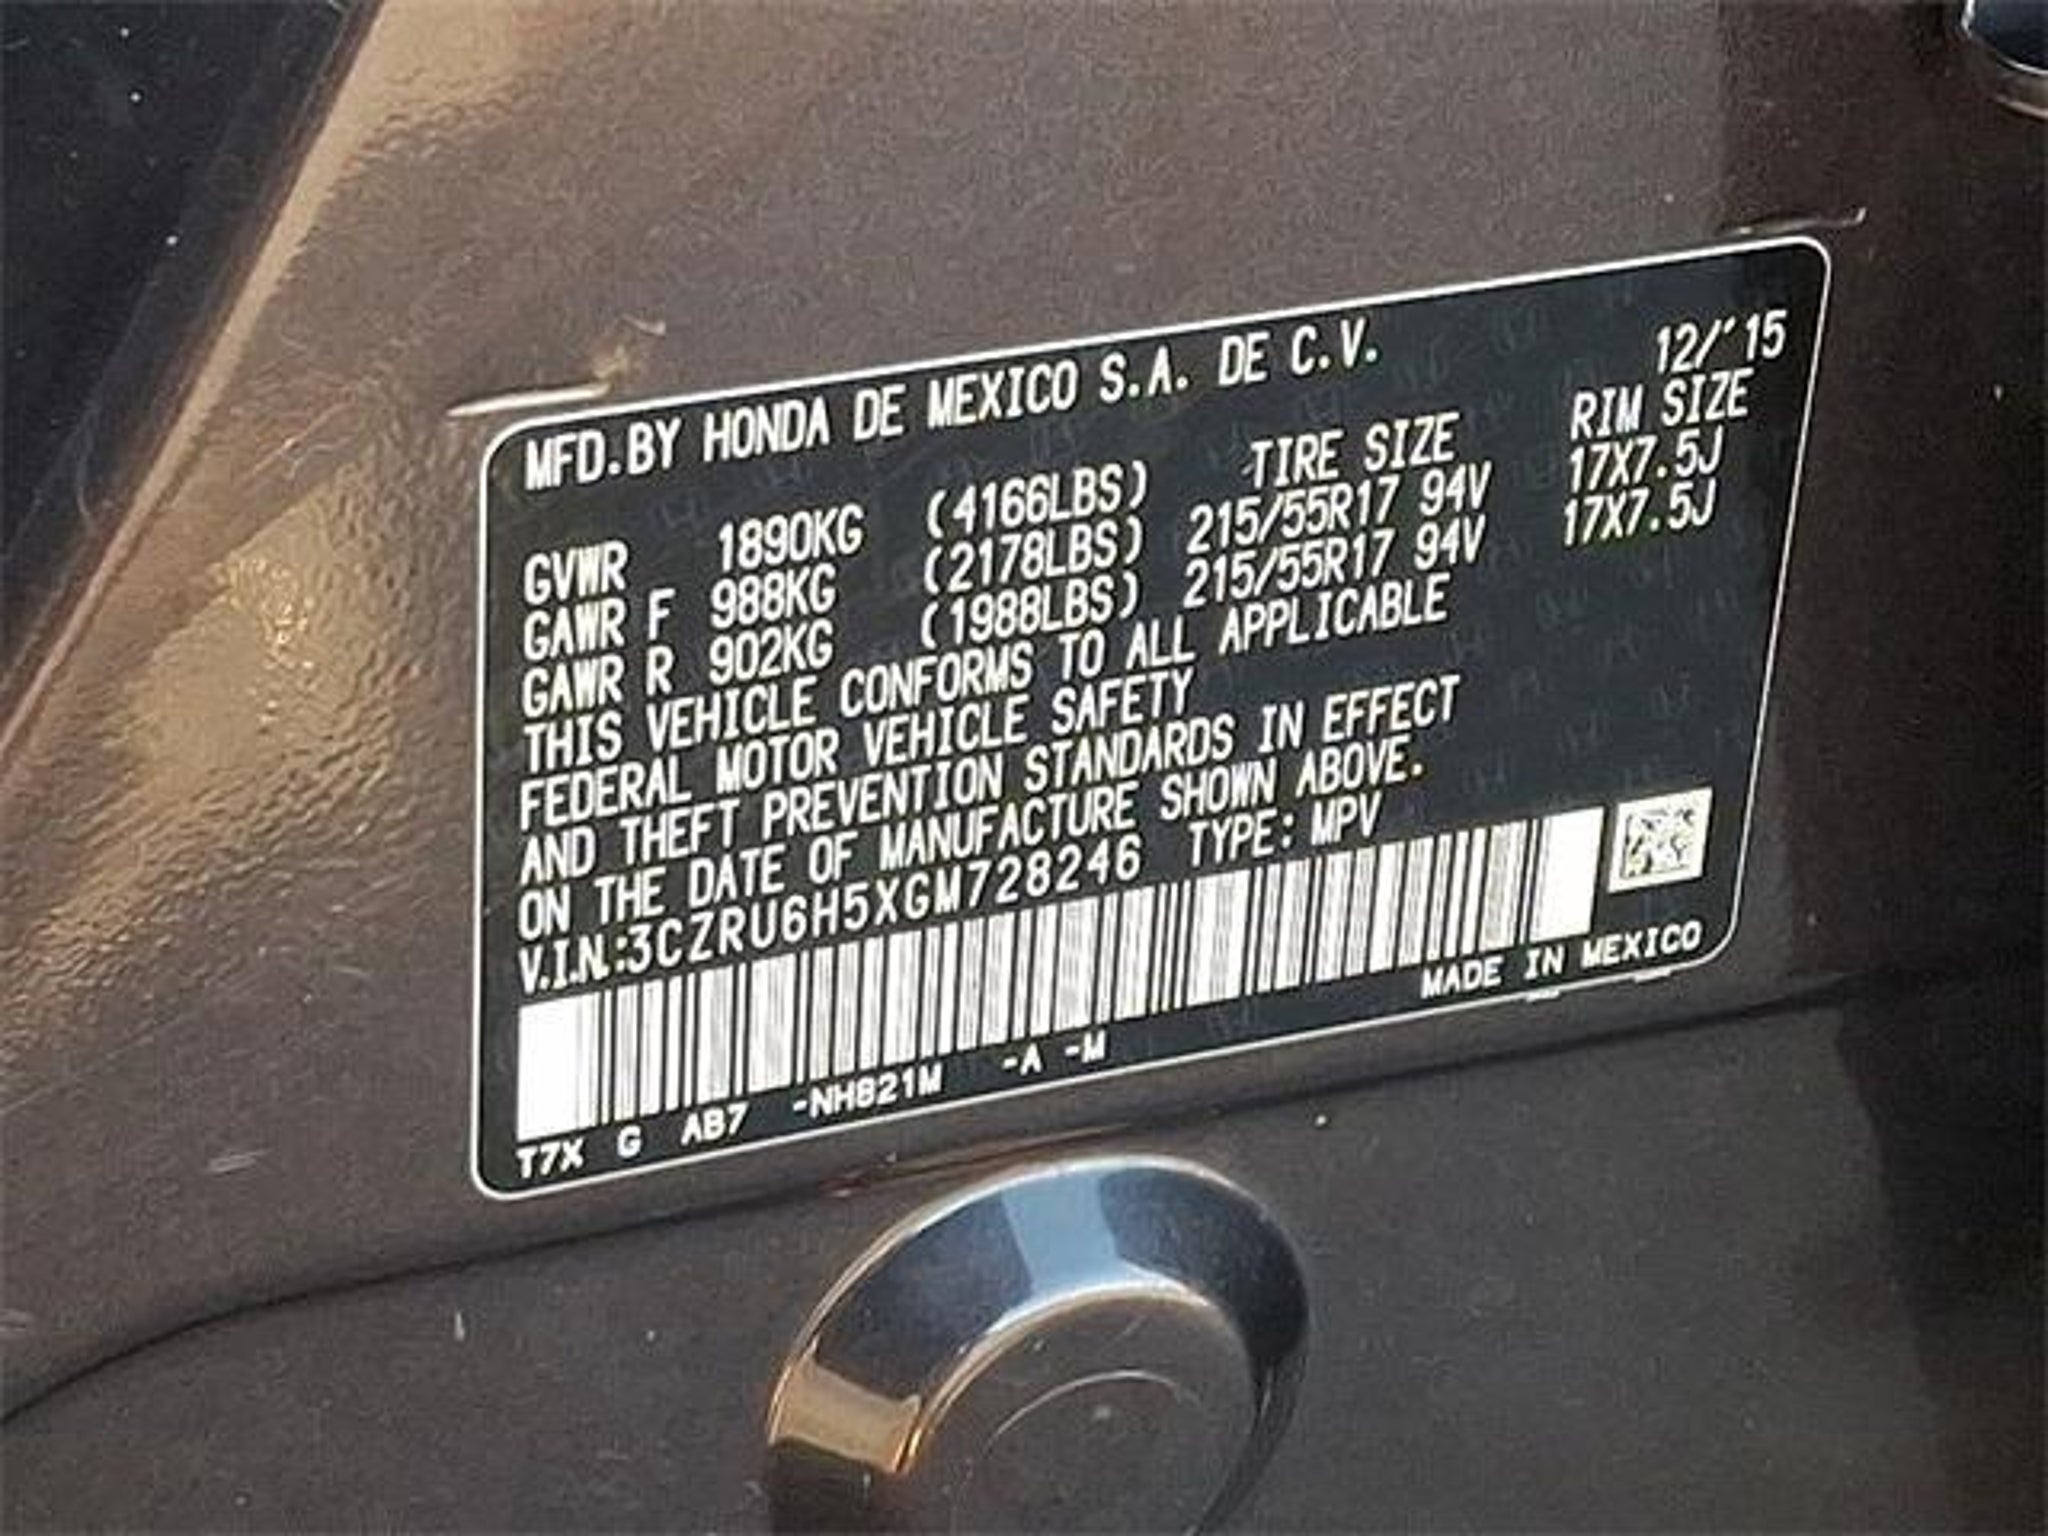 MFD.BY HONDA DE MEXICO S.A. DE C.V. 12/'15
TIRE SIZE RIM SIZE
GVWR 1890KG (4166LBS) 215/55R17 94V 17X7.5J
GAWR F 988KG (2178LBS) 215/55R17 94V 17X7.5J
GAWR R 902KG (1988LBS)
THIS VEHICLE CONFORMS TO ALL APPLICABLE
FEDERAL MOTOR VEHICLE SAFETY
AND THEFT PREVENTION STANDARDS IN EFFECT
ON THE DATE OF MANUFACTURE SHOWN ABOVE.
V.I.N.:3CZRU6H5XGM728246 TYPE: MPV
MADE IN MEXICO
T7X G AB7 -NH821M -A -M